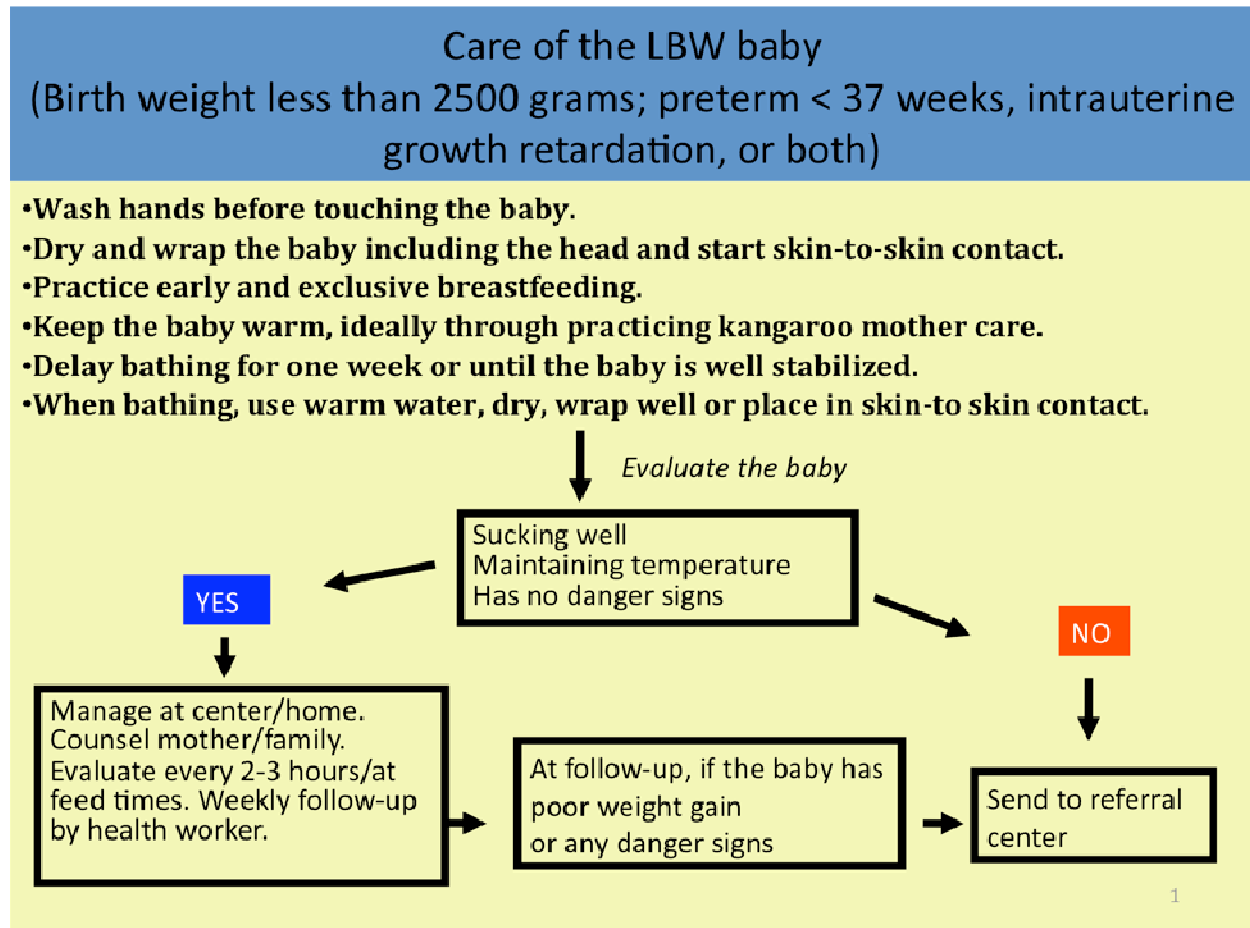 Care of the LBW baby
(Birth weight less than 2500 grams; preterm < 37 weeks, intrauterine
growth retardation, or both)
•Wash hands before touching the baby.
•Dry and wrap the baby including the head and start skin-to-skin contact.
•Practice early and exclusive breastfeeding.
•Keep the baby warm, ideally through practicing kangaroo mother care.
•Delay bathing for one week or until the baby is well stabilized.
•When bathing, use warm water, dry, wrap well or place in skin-to skin contact.
Evaluate the baby
Sucking well
Maintaining temperature
Has no danger signs
YES
NO
Manage at center/home.
Counsel mother/family.
Evaluate every 2-3 hours/at
feed times. Weekly follow-up
by health worker.
At follow-up, if the baby has
poor weight gain
or any danger signs
Send to referral
center
1